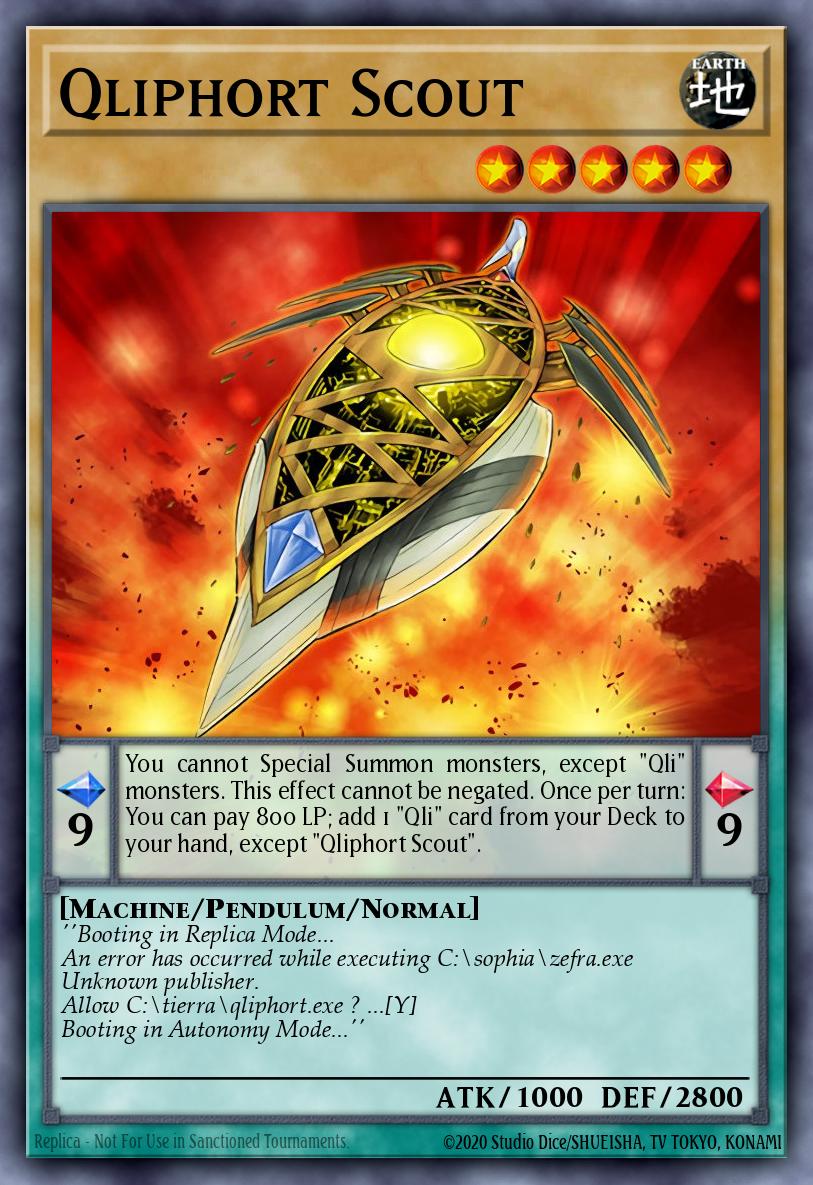 Qliphort Scout
EARTH
地
You cannot Special Summon monsters, except "Qli"
monsters. This effect cannot be negated. Once per turn:
You can pay 800 LP; add 1 "Qli" card from your Deck to
your hand, except "Qliphort Scout".
9
9
[Machine/Pendulum/Normal]
''Booting in Replica Mode...
An error has occurred while executing C:\sophia\zefra.exe
Unknown publisher.
Allow C:\tierra\qliphort.exe ? ...[Y]
Booting in Autonomy Mode...''
ATK/1000 DEF/2800
Replica - Not For Use in Sanctioned Tournaments.
©2020 Studio Dice/SHUEISHA, TV TOKYO, KONAMI